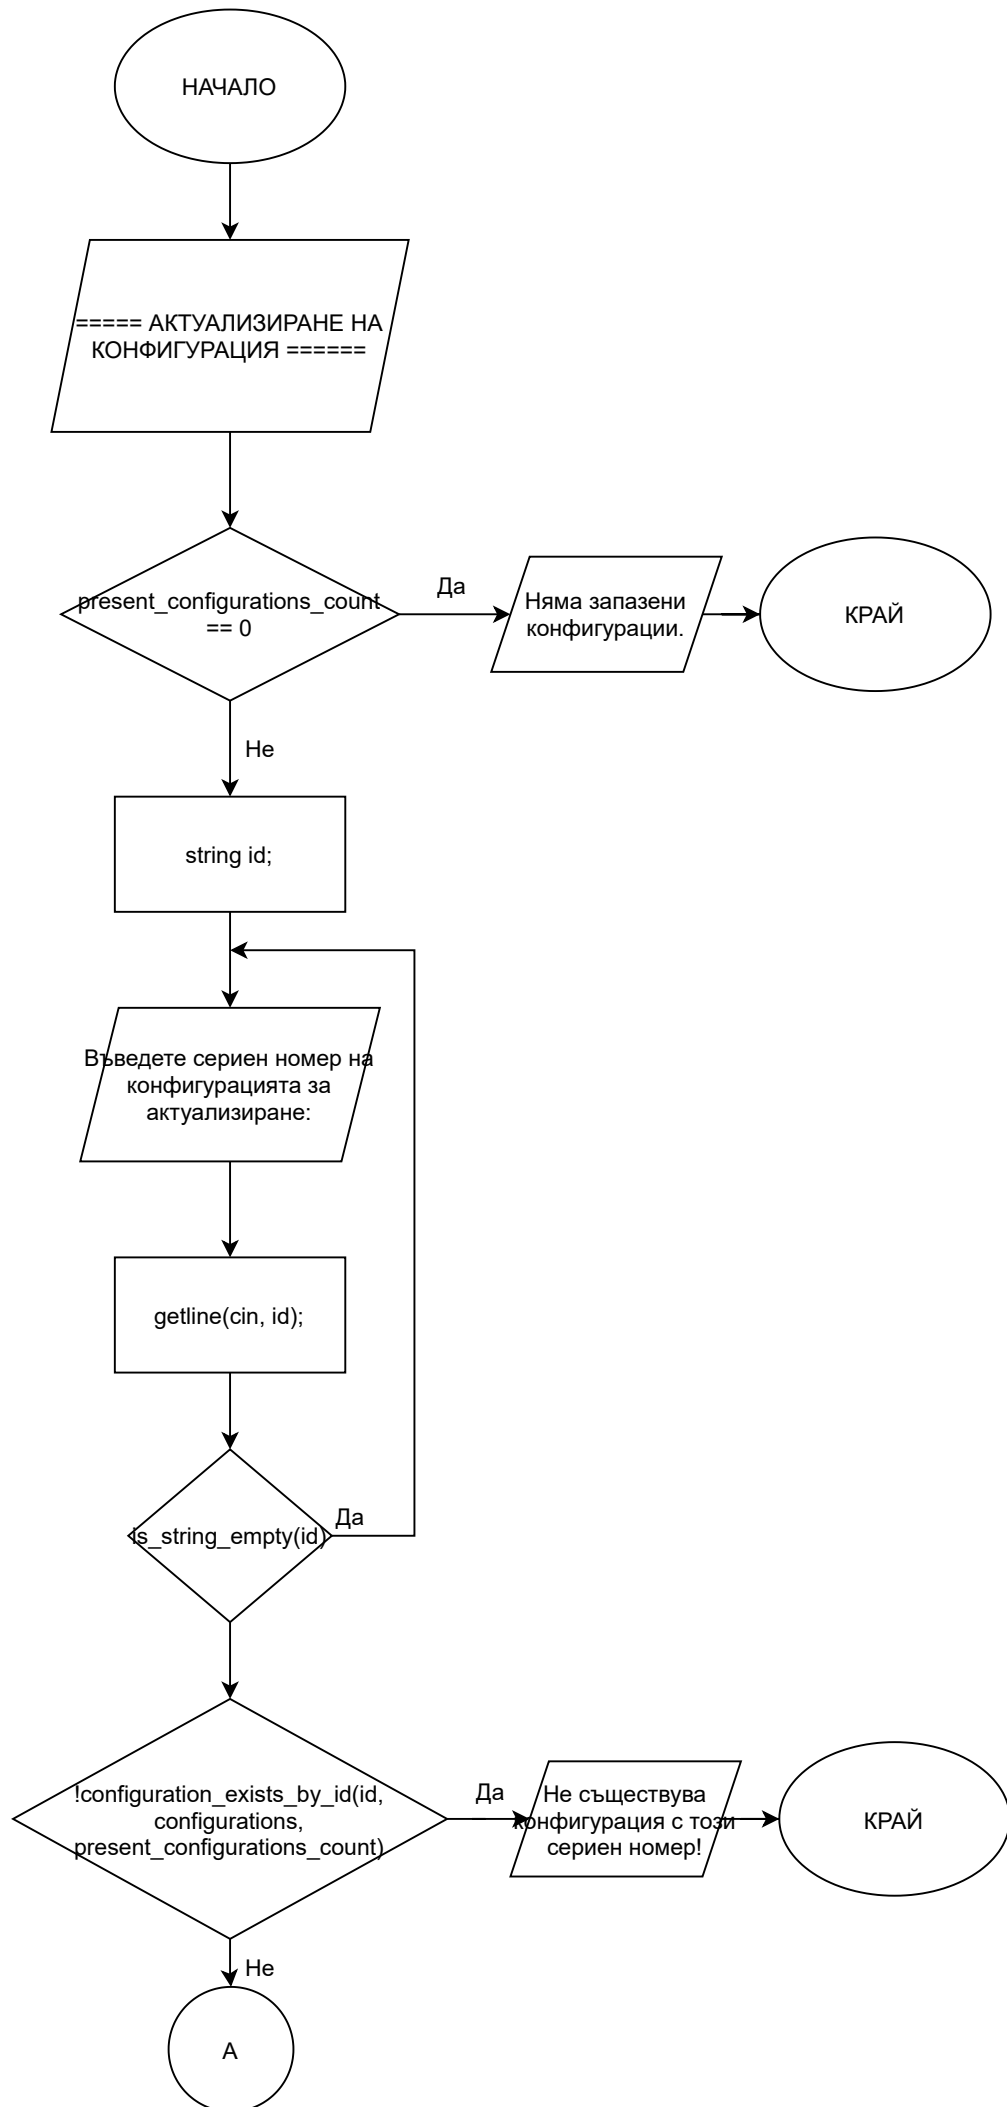 НАЧАЛО
===== АКТУАЛИЗИРАНЕ НА
КОНФИГУРАЦИЯ ======
present_configurations_count
== 0
Да
Няма запазени
конфигурации.
КРАЙ
Не
string id;
Въведете сериен номер на
конфигурацията за
актуализиране:
getline(cin, id);
is_string_empty(id)
Да
!configuration_exists_by_id(id,
configurations,
present_configurations_count)
Да
Не съществува
конфигурация с този
сериен номер!
КРАЙ
Не
А